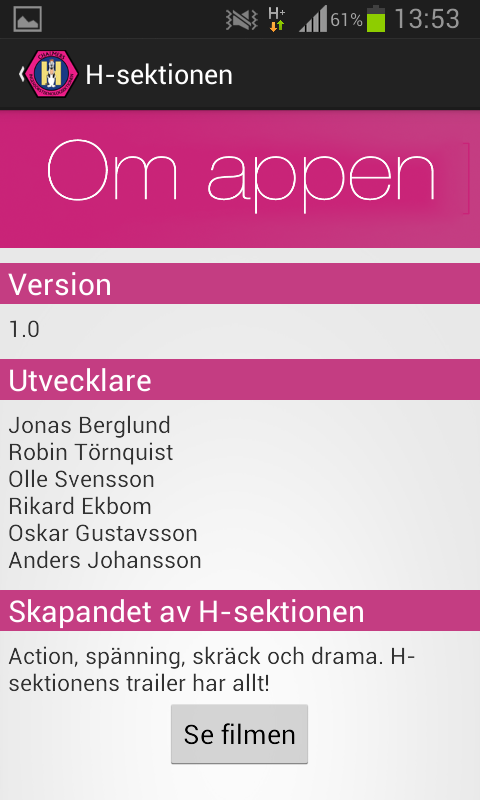 H+
61%
13:53
H-sektionen
Om appen
Version
1.0
Utvecklare
Jonas Berglund
Robin Törnquist
Olle Svensson
Rikard Ekbom
Oskar Gustavsson
Anders Johansson
Skapandet av H-sektionen
Action, spänning, skräck och drama. H-
sektionens trailer har allt!
Se filmen